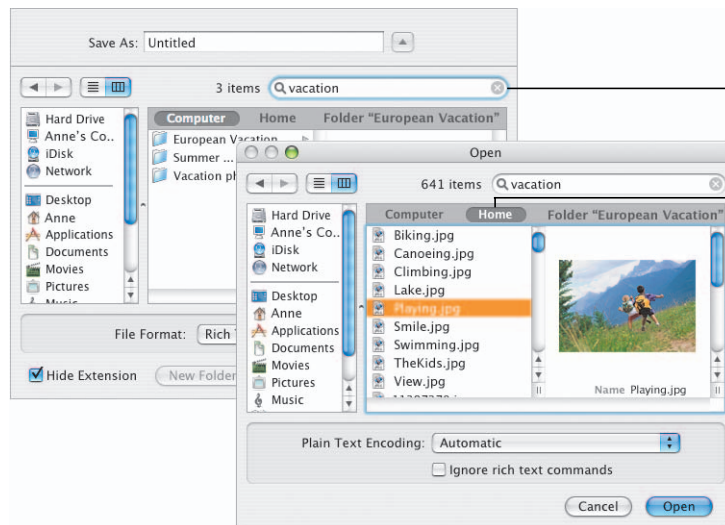 Save As: Untitled
3 items vacation
Hard Drive
Anne's Co..
iDisk
Network
Desktop
Anne
Applications
Documents
Movies
Pictures
Music
Computer Home Folder "European Vacation"
European Vacation
Summer ...
Vacation
File Format: Rich
Hide Extension New Folder
Open
641 items vacation
Hard Drive
Anne's Co..
iDisk
Network
Desktop
Anne
Applications
Documents
Movies
Pictures
Music
Computer Home Folder "European Vacation"
Biking.jpg
Canoeing.jpg
Climbing.jpg
Lake.jpg
Playing.jpg
Smile.jpg
Swimming.jpg
TheKids.jpg
View.jpg
Name Playing.jpg
Plain Text Encoding: Automatic
Ignore rich text commands
Cancel Open